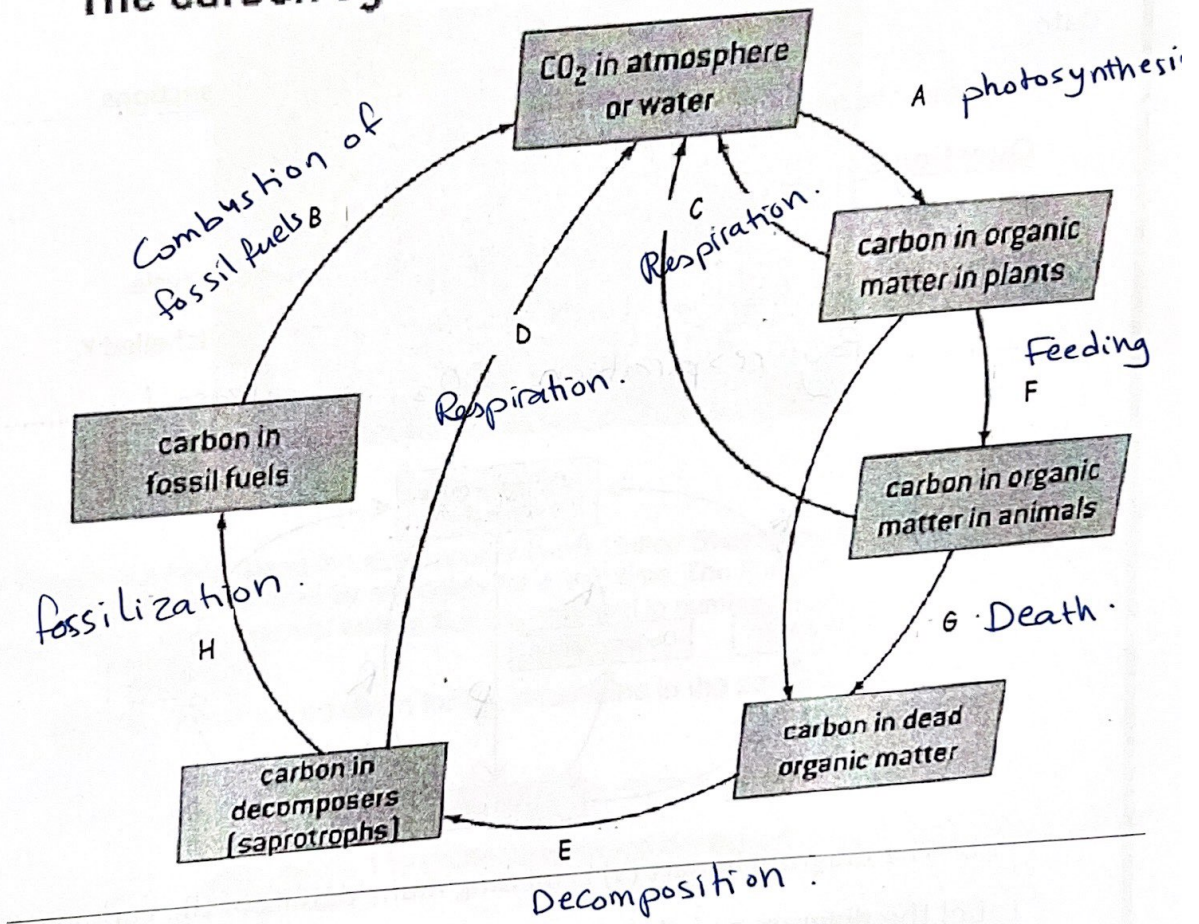 CO₂ in atmosphere
or water
A photosynthesi
Combustion of
fossil fuels B
C
Respiration.
carbon in organic
matter in plants
D
Respiration.
Feeding
F
carbon in
fossil fuels
carbon in organic
matter in animals
fossilization.
H
G . Death.
carbon in dead
organic matter
carbon in
decomposers
(saprotrophs)
E
Decomposition.